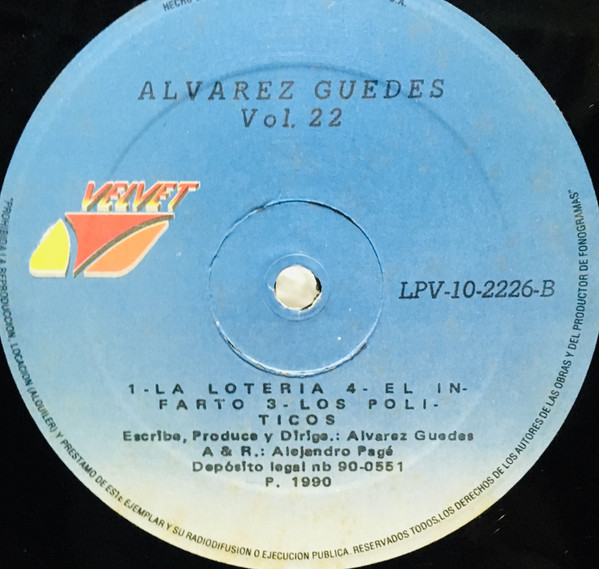 HECHO
S.A.
ALVAREZ GUEDES
Vol. 22
VELVET
LPV-10-2226-B
1-LA LOTERIA 4- EL IN-
FARTO 3-LOS POLI-
TICOS
Escribe, Produce y Dirige.: Alvarez Guedes
A & R.: Alejandro Pagé
Depósito legal nb 90-0551
P. 1990
"PROHIBIDA LA REPRODUCCION, LOCACION (ALQUILER) Y PRESTAMO DE ESTE EJEMPLAR Y SU RADIODIFUSION O EJECUCION PUBLICA. RESERVADOS TODOS LOS DERECHOS DE LOS AUTORES DE LAS OBRAS Y DEL PRODUCTOR DE FONOGRAMAS"